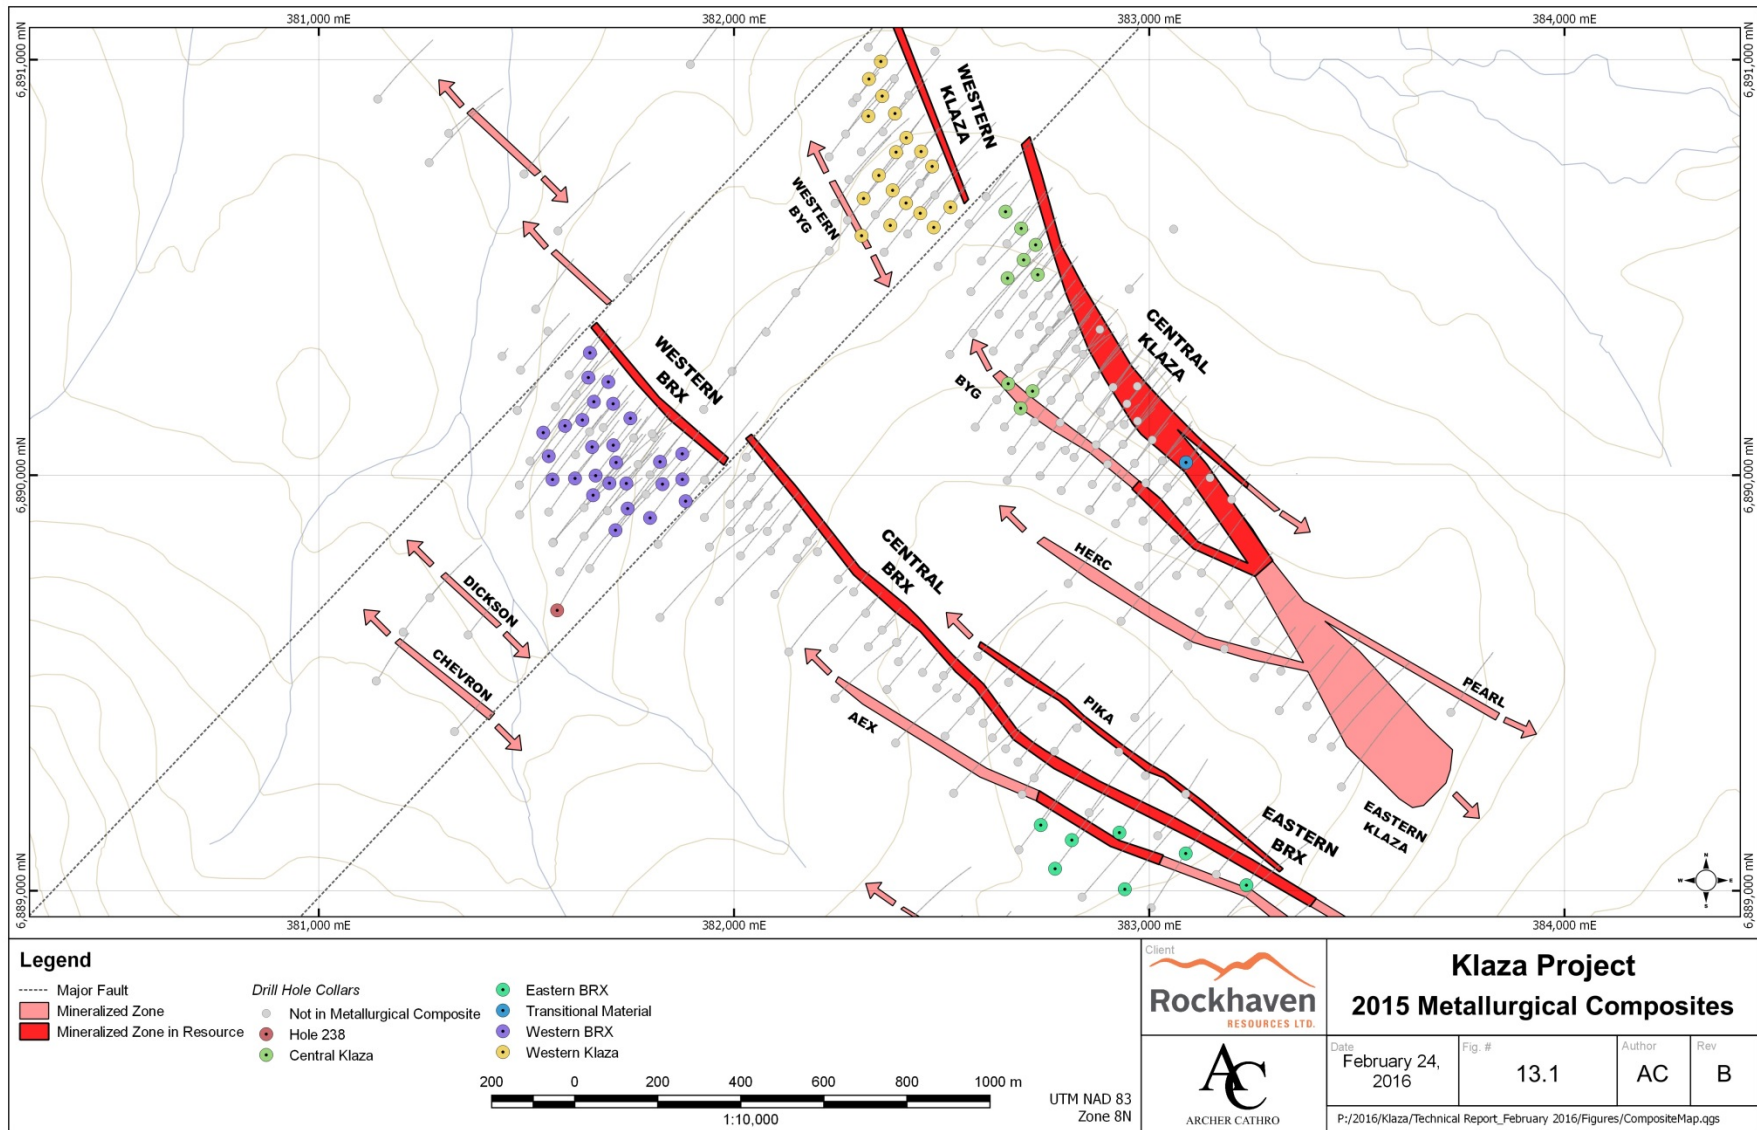 381,000 mE
382,000 mE
383,000 mE
384,000 mE
6,891,000 mN
6,891,000 mN
WESTERN
KLAZA
WESTERN
BYG
CENTRAL
KLAZA
WESTERN
BRX
BYG
6,890,000 mN
6,890,000 mN
HERC
CENTRAL
BRX
DICKSON
CHEVRON
PIKA
PEARL
AEX
EASTERN
BRX
EASTERN
KLAZA
N
W
E
S
6,889,000 mN
6,889,000 mN
381,000 mE
382,000 mE
383,000 mE
384,000 mE
Legend
Major Fault
Mineralized Zone
Mineralized Zone in Resource
Drill Hole Collars
Not in Metallurgical Composite
Hole 238
Central Klaza
Eastern BRX
Transitional Material
Western BRX
Western Klaza
200 0 200 400 600 800 1000 m
1:10,000
UTM NAD 83
Zone 8N
Client
Rockhaven
RESOURCES LTD.
AC
ARCHER CATHRO
Klaza Project
2015 Metallurgical Composites
Date
February 24,
2016
Fig. #
13.1
Author
AC
Rev
B
P:/2016/Klaza/Technical Report_February 2016/Figures/CompositeMap.qgs